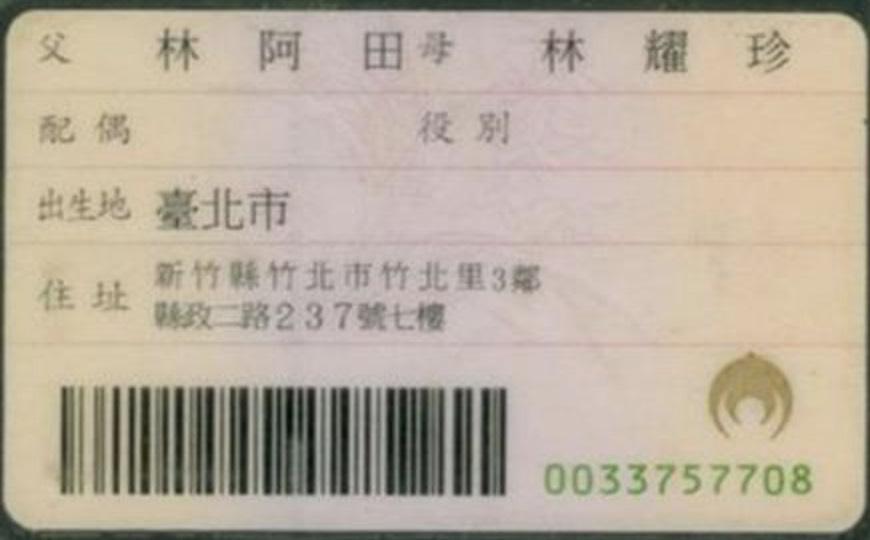 父 林阿田 母 林耀珍
配偶 役別
出生地 臺北市
住址 新竹縣竹北市竹北里3鄰
縣政二路237號七樓
0033757708